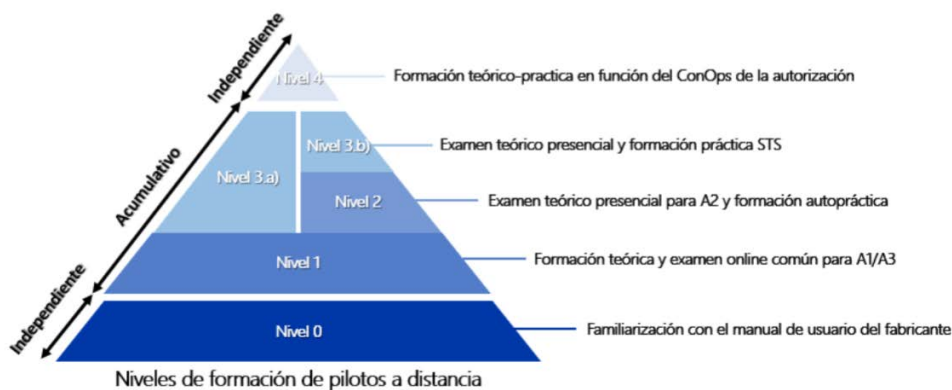 Independiente
Nivel 4
Formación teórico-practica en función del ConOps de la autorización
Acumulativo
Nivel 3.a)
Nivel 3.b)
Examen teórico presencial y formación práctica STS
Nivel 2
Examen teórico presencial para A2 y formación autopráctica
Nivel 1
Formación teórica y examen online común para A1/A3
Independiente
Nivel 0
Familiarización con el manual de usuario del fabricante
Niveles de formación de pilotos a distancia